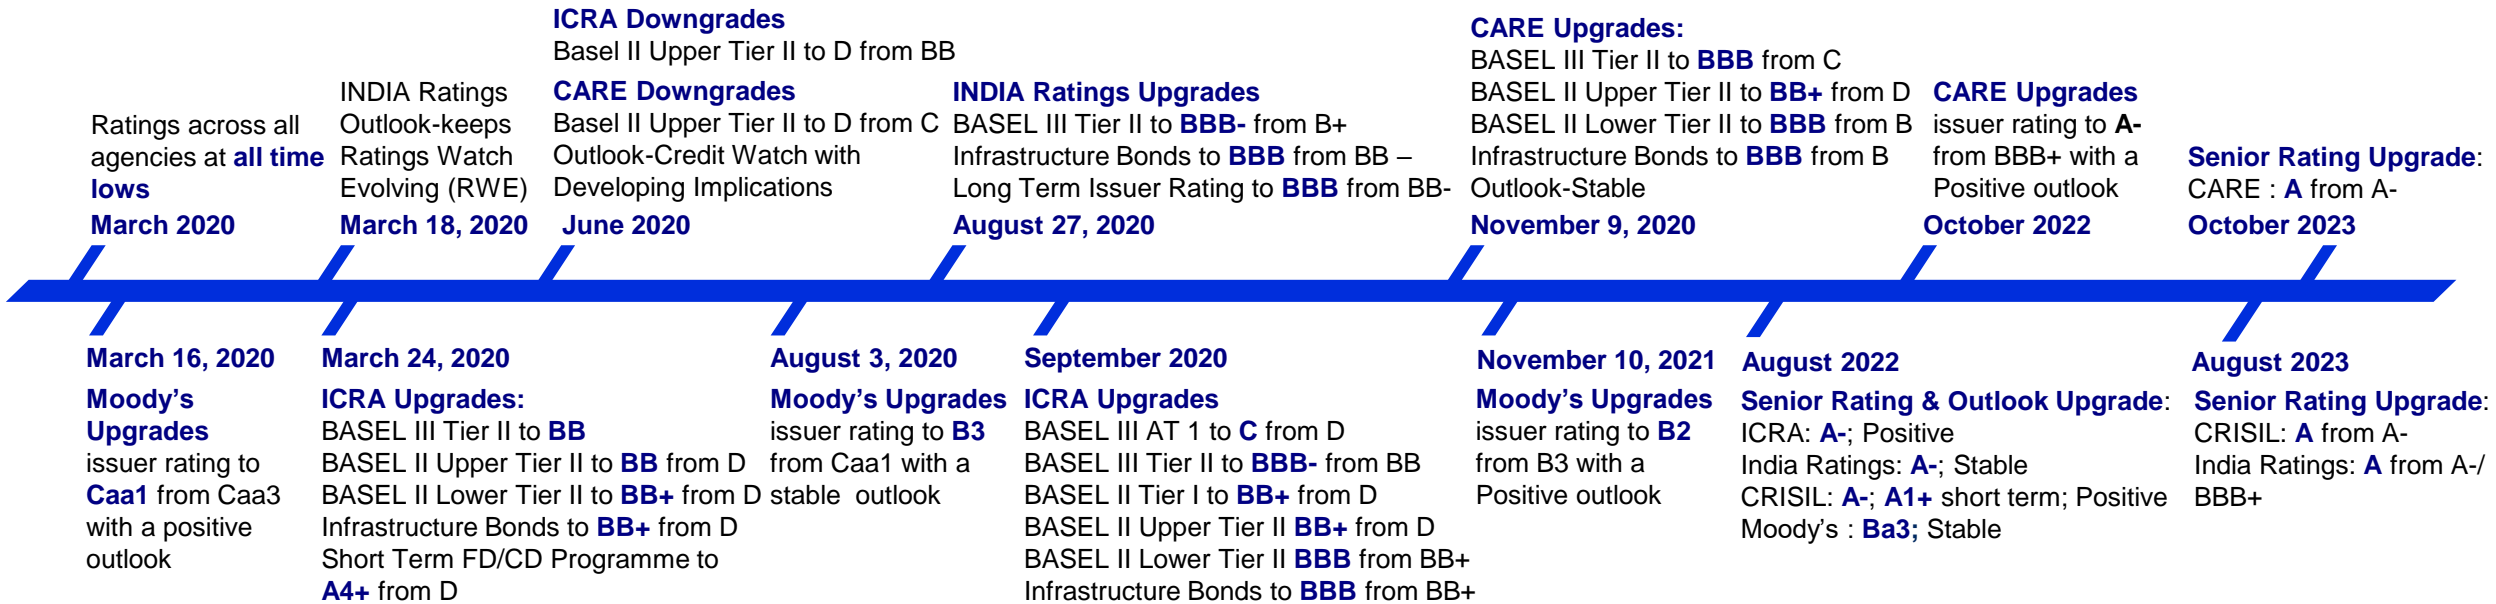 Ratings across all
agencies at all time
lows
March 2020
INDIA Ratings
Outlook-keeps
Ratings Watch
Evolving (RWE)
March 18, 2020
ICRA Downgrades
Basel II Upper Tier II to D from BB
CARE Downgrades
Basel II Upper Tier II to D from C
Outlook-Credit Watch with
Developing Implications
June 2020
INDIA Ratings Upgrades
BASEL III Tier II to BBB- from B+
Infrastructure Bonds to BBB from BB –
Long Term Issuer Rating to BBB from BB-
August 27, 2020
CARE Upgrades:
BASEL III Tier II to BBB from C
BASEL II Upper Tier II to BB+ from D
BASEL II Lower Tier II to BBB from B
Infrastructure Bonds to BBB from B
Outlook-Stable
November 9, 2020
CARE Upgrades
issuer rating to A-
from BBB+ with a
Positive outlook
October 2022
Senior Rating Upgrade:
CARE : A from A-
October 2023
March 16, 2020
Moody's
Upgrades
issuer rating to
Caa1 from Caa3
with a positive
outlook
March 24, 2020
ICRA Upgrades:
BASEL III Tier II to BB
BASEL II Upper Tier II to BB from D
BASEL II Lower Tier II to BB+ from D
Infrastructure Bonds to BB+ from D
Short Term FD/CD Programme to
A4+ from D
August 3, 2020
Moody's Upgrades
issuer rating to B3
from Caa1 with a
stable outlook
September 2020
ICRA Upgrades
BASEL III AT 1 to C from D
BASEL III Tier II to BBB- from BB
BASEL II Tier I to BB+ from D
BASEL II Upper Tier II BB+ from D
BASEL II Lower Tier II BBB from BB+
Infrastructure Bonds to BBB from BB+
November 10, 2021
Moody's Upgrades
issuer rating to B2
from B3 with a
Positive outlook
August 2022
Senior Rating & Outlook Upgrade:
ICRA: A-; Positive
India Ratings: A-; Stable
CRISIL: A-; A1+ short term; Positive
Moody's : Ba3; Stable
August 2023
Senior Rating Upgrade:
CRISIL: A from A-
India Ratings: A from A-/
BBB+